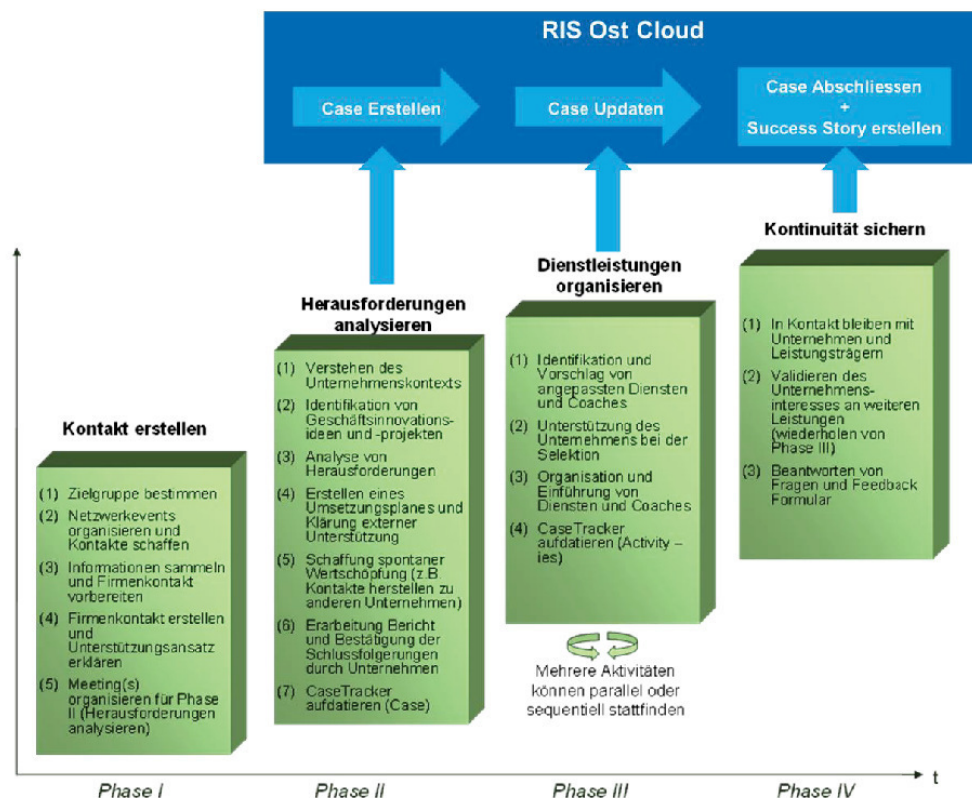 RIS Ost Cloud
Case Erstellen
Case Updaten
Case Abschliessen
+
Success Story erstellen
Kontakt erstellen
(1) Zielgruppe bestimmen
(2) Netzwerkevents
organisieren und
Kontakte schaffen
(3) Informationen sammeln
und Firmenkontakt
vorbereiten
(4) Firmenkontakt erstellen
und
Unterstützungsansatz
erklären
(5) Meeting(s)
organisieren für Phase
II (Herausforderungen
analysieren)
Herausforderungen
analysieren
(1) Verstehen des
Unternehmenskontexts
(2) Identifikation von
Geschäftsinnovations-
ideen und -projekten
(3) Analyse von
Herausforderungen
(4) Erstellen eines
Umsetzungsplanes und
Klärung externer
Unterstützung
(5) Schaffung spontaner
Wertschöpfung (z.B.
Kontakte herstellen zu
anderen Unternehmen)
(6) Erarbeitung Bericht
und Bestätigung der
Schlussfolgerungen
durch Unternehmen
(7) CaseTracker
aufdatieren (Case)
Dienstleistungen
organisieren
(1) Identifikation und
Vorschlag von
angepassten Diensten
und Coaches
(2) Unterstützung des
Unternehmens bei der
Selektion
(3) Organisation und
Einführung von
Diensten und Coaches
(4) CaseTracker
aufdatieren (Activity –
ies)
Mehrere Aktivitäten
können parallel oder
sequentiell stattfinden
Kontinuität sichern
(1) In Kontakt bleiben mit
Unternehmen und
Leistungsträgern
(2) Validieren des
Unternehmens-
interesses an weiteren
Leistungen
(wiederholen von
Phase III)
(3) Beantworten von
Fragen und Feedback
Formular
Phase I
Phase II
Phase III
Phase IV
t